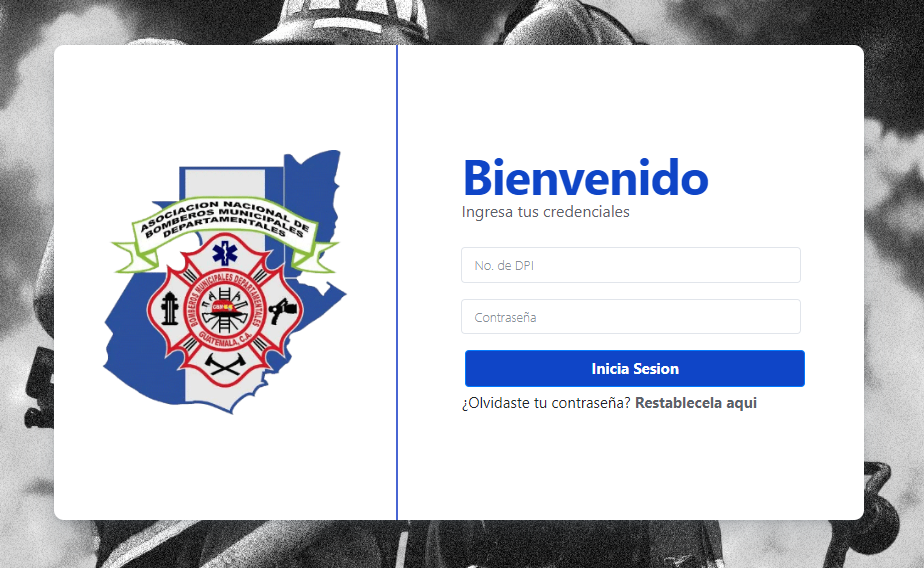 ASOCIACION NACIONAL DE
BOMBEROS MUNICIPALES
DEPARTAMENTALES
BOMBEROS MUNICIPALES DEPARTAMENTALES
GUATEMALA, C.A.
Bienvenido
Ingresa tus credenciales
No. de DPI
Contraseña
Inicia Sesion
¿Olvidaste tu contraseña? Restablecela aqui